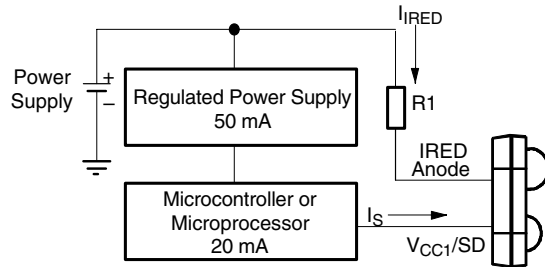 I_IRED
Power
Supply
+
–
Regulated Power Supply
50 mA
R1
IRED
Anode
Microcontroller or
Microprocessor
20 mA
I_S
V_CC1/SD